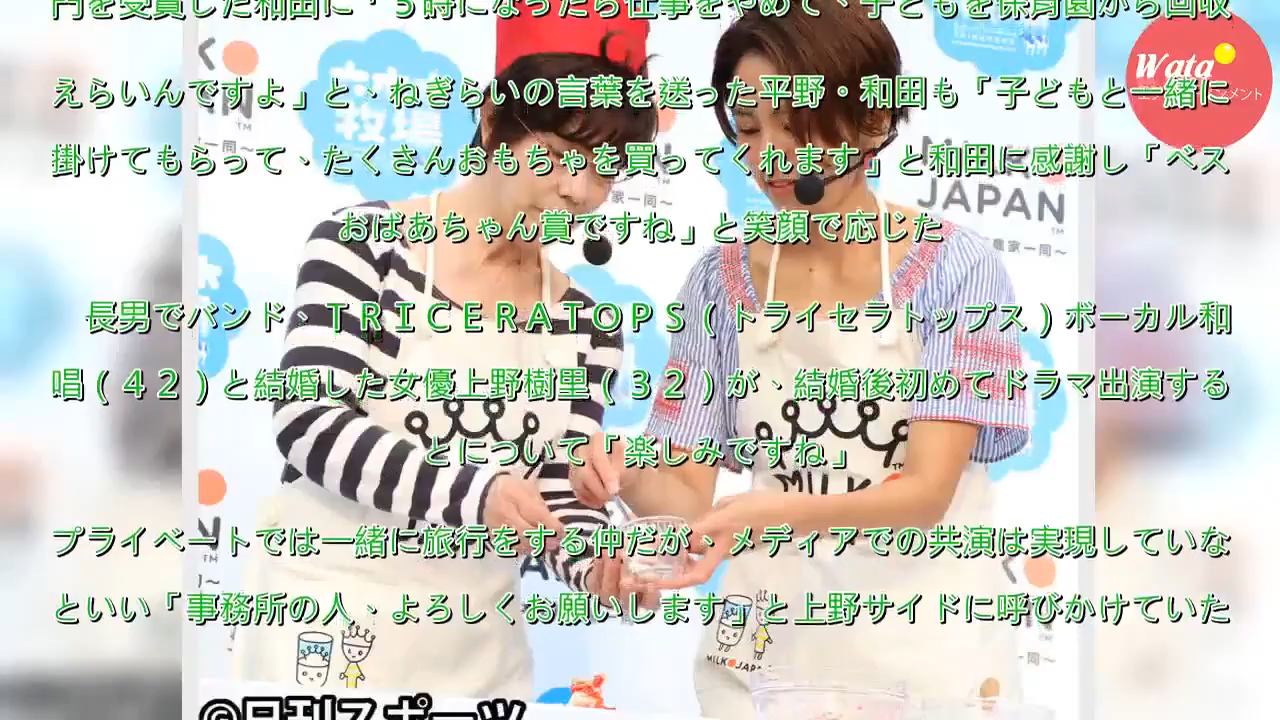 円を受賞した和田に、５時になったら仕事をやめて、子どもを保育園から回収
えらいんですよ」と、ねぎらいの言葉を送った平野・和田も「子どもと一緒に
掛けてもらって、たくさんおもちゃを買ってくれます」と和田に感謝し「ベス
おばあちゃん賞ですね」と笑顔で応じた
長男でバンド、ＴＲＩＣＥＲＡＴＯＰＳ（トライセラトップス）ボーカル和
唱（４２）と結婚した女優上野樹里（３２）が、結婚後初めてドラマ出演する
とについて「楽しみですね」
プライベートでは一緒に旅行をする仲だが、メディアでの共演は実現していな
といい「事務所の人、よろしくお願いします」と上野サイドに呼びかけていた
Wata
JAPAN
牧場
MILK
MILK JAPAN
©日刊スポーツ